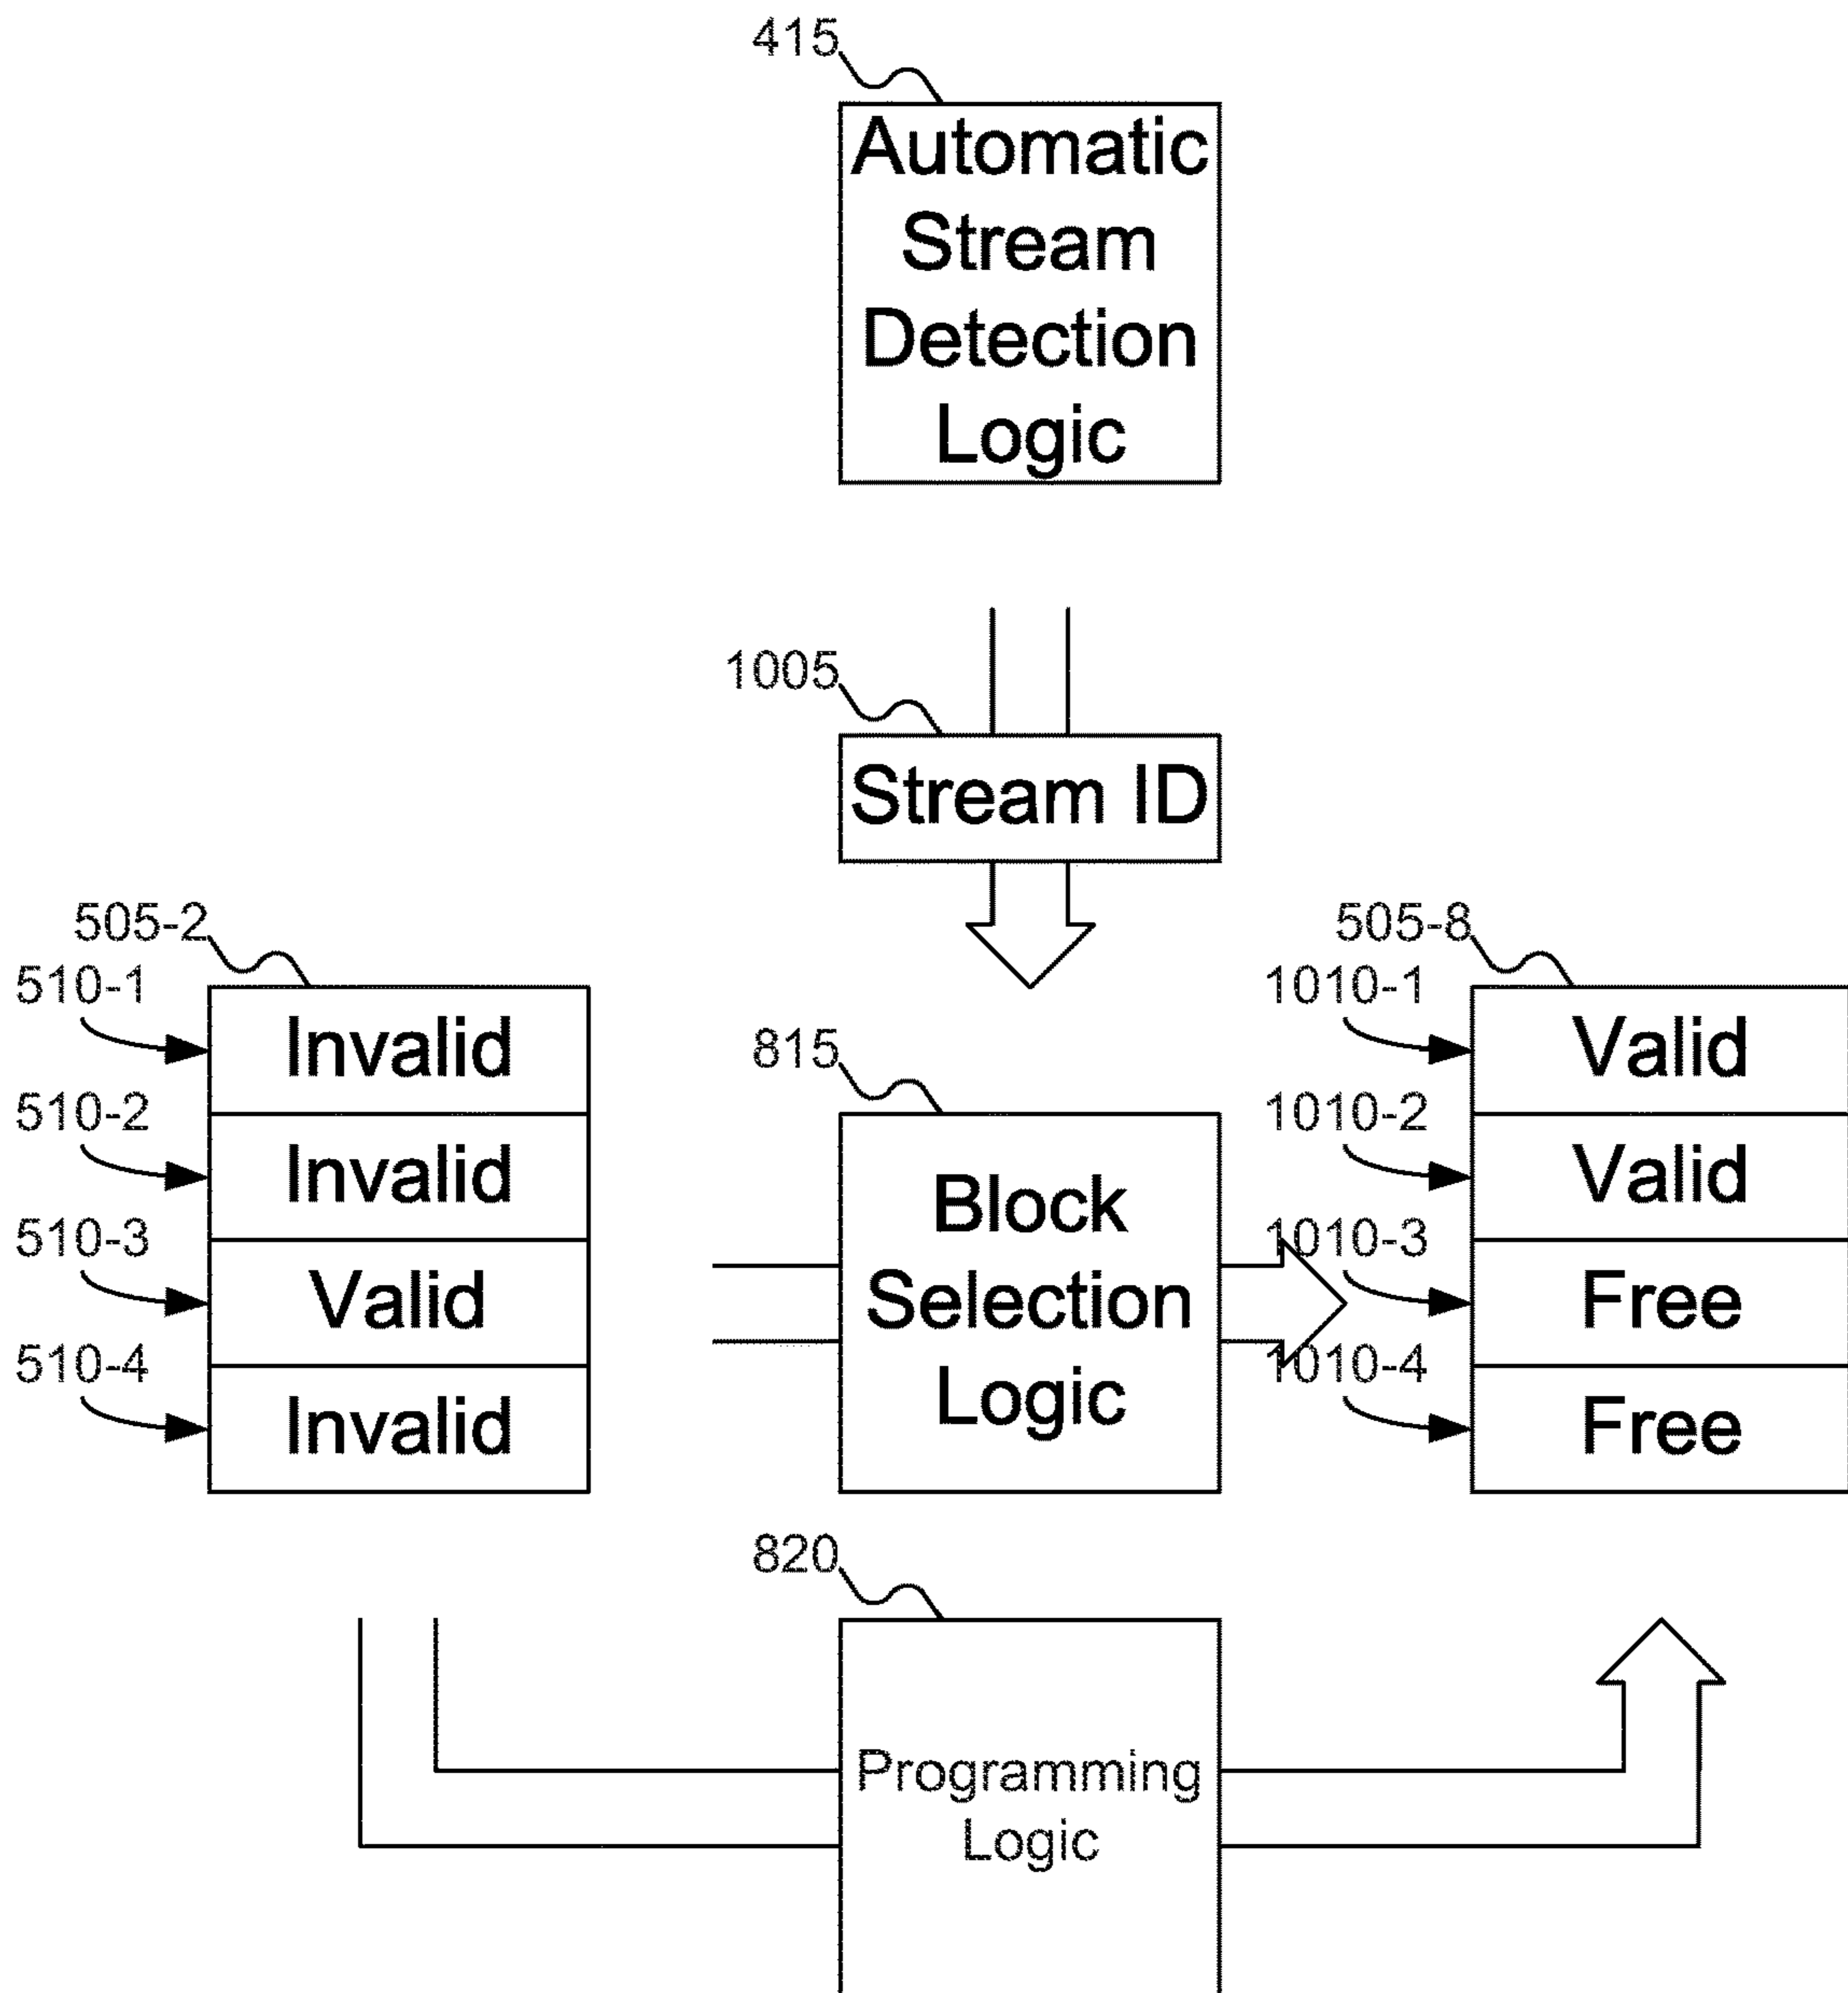 415
Automatic
Stream
Detection
Logic
1005
Stream ID
505-2
510-1
Invalid
510-2
Invalid
510-3
Valid
510-4
Invalid
815
Block
Selection
Logic
505-8
1010-1
Valid
1010-2
Valid
1010-3
Free
1010-4
Free
820
Programming
Logic